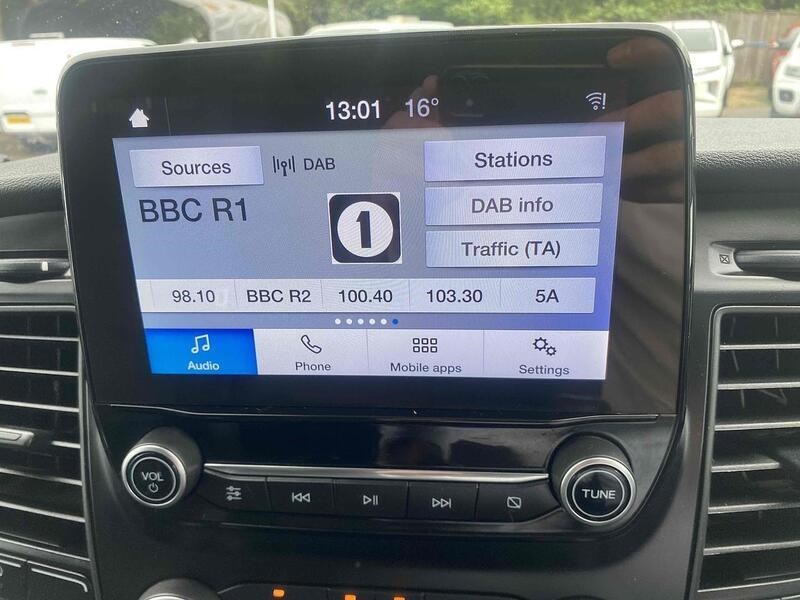 13:01 16°
Sources DAB Stations
BBC R1 1 DAB info
Traffic (TA)
98.10 BBC R2 100.40 103.30 5A
Audio Phone Mobile apps Settings
VOL TUNE